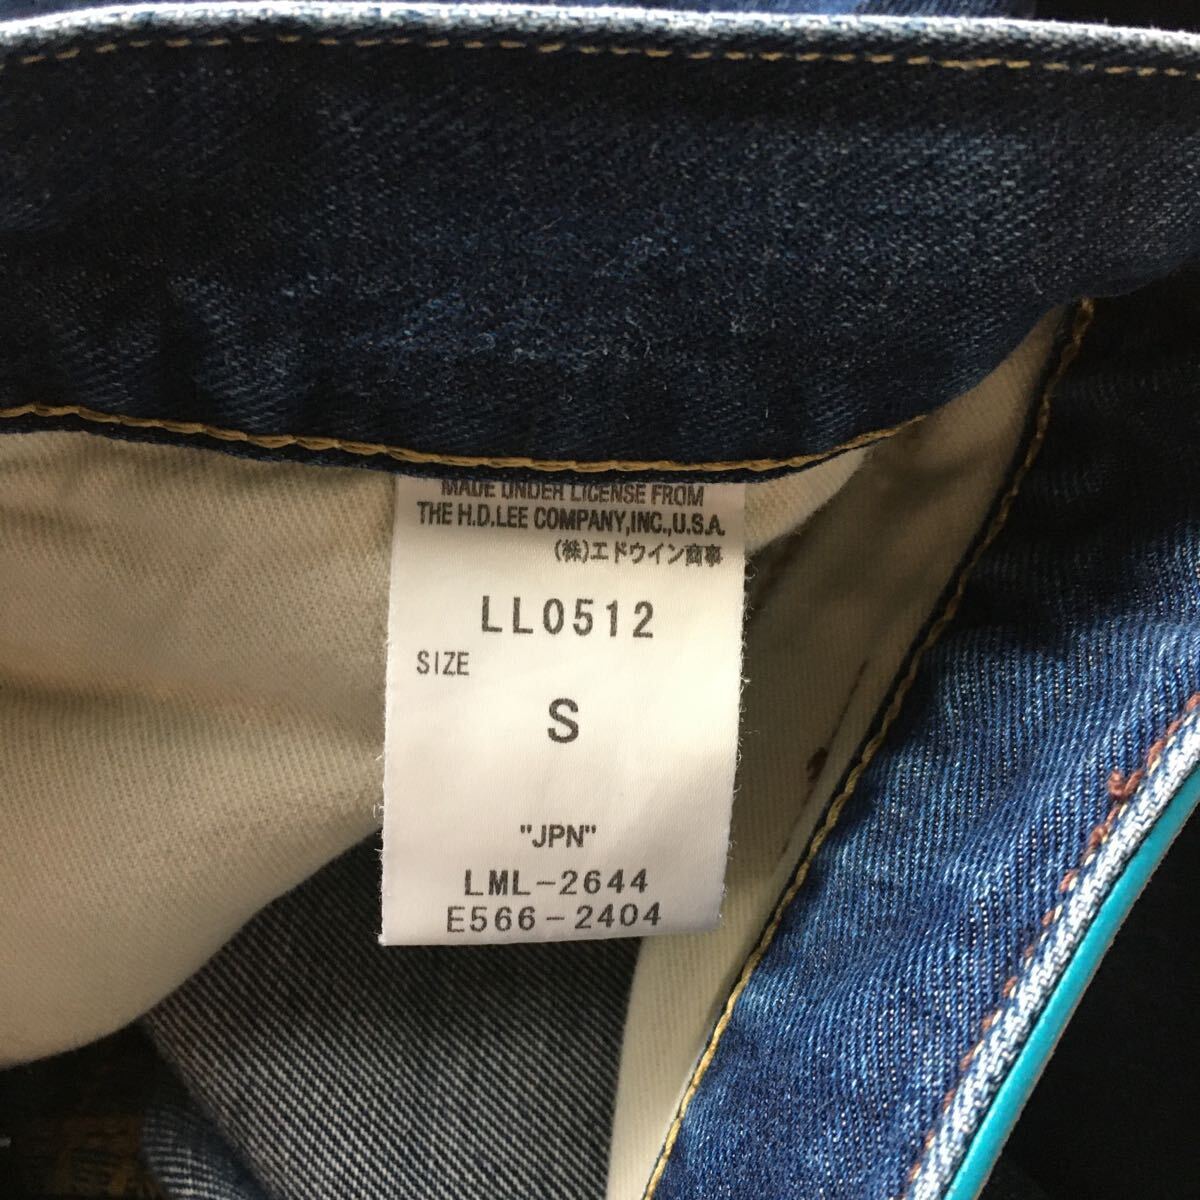 MADE UNDER LICENSE FROM
THE H.D.LEE COMPANY,INC.,U.S.A.
(株)エドウイン商事
LL0512
SIZE
S
"JPN"
LML-2644
E566-2404